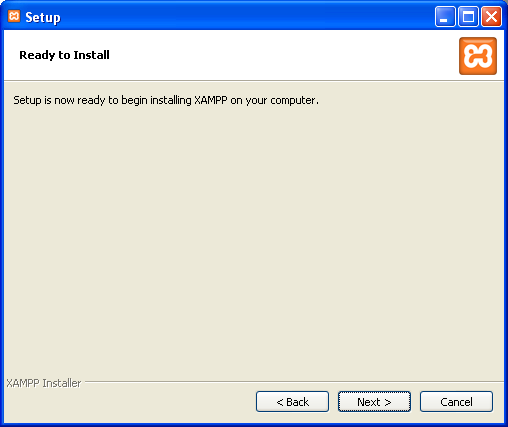 Setup
Ready to Install
Setup is now ready to begin installing XAMPP on your computer.
XAMPP Installer
< Back
Next >
Cancel